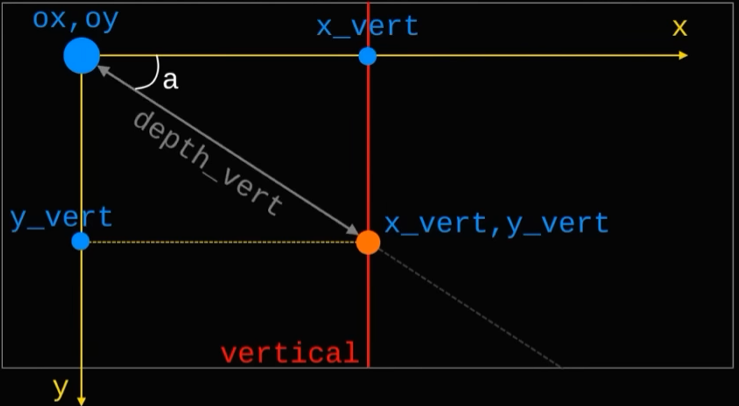 ox,oy
x_vert
x
a
depth_vert
y_vert
x_vert,y_vert
vertical
y